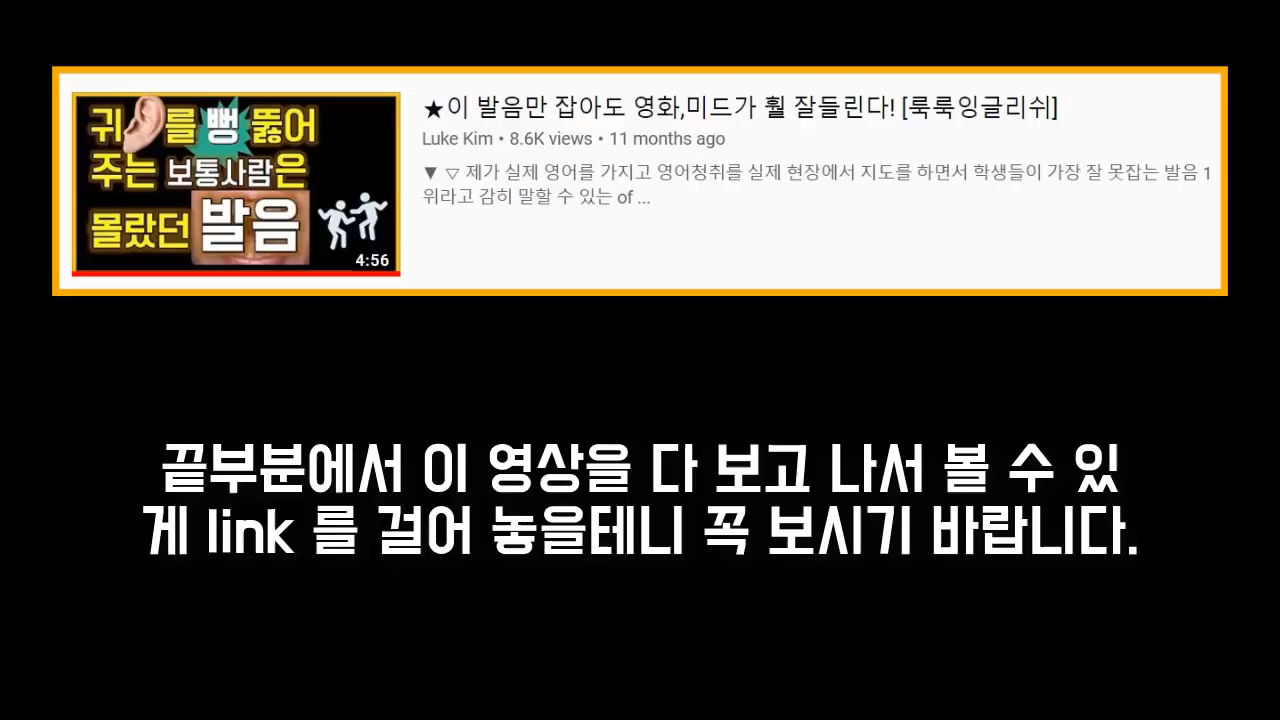 귀를 뻥 뚫어
주는 보통사람은
몰랐던 발음
4:56
★이 발음만 잡아도 영화,미드가 훨 잘들린다! [룩룩잉글리쉬]
Luke Kim • 8.6K views • 11 months ago
▼ ▽ 제가 실제 영어를 가지고 영어청취를 실제 현장에서 지도를 하면서 학생들이 가장 잘 못잡는 발음 1
위라고 감히 말할 수 있는 of ...
끝부분에서 이 영상을 다 보고 나서 볼 수 있
게 link 를 걸어 놓을테니 꼭 보시기 바랍니다.